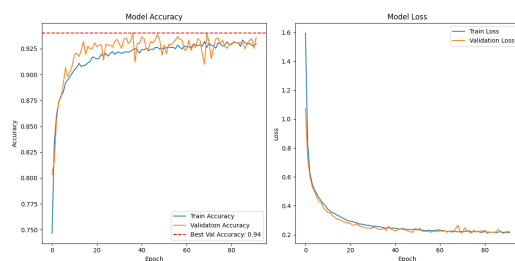 Model Accuracy
0.925
0.900
0.875
0.850
0.825
0.800
0.775
0.750
Accuracy
0
20
40
60
80
Epoch
Train Accuracy
Validation Accuracy
Best Val Accuracy: 0.94
Model Loss
1.6
1.4
1.2
1.0
0.8
0.6
0.4
0.2
Loss
0
20
40
60
80
Epoch
Train Loss
Validation Loss